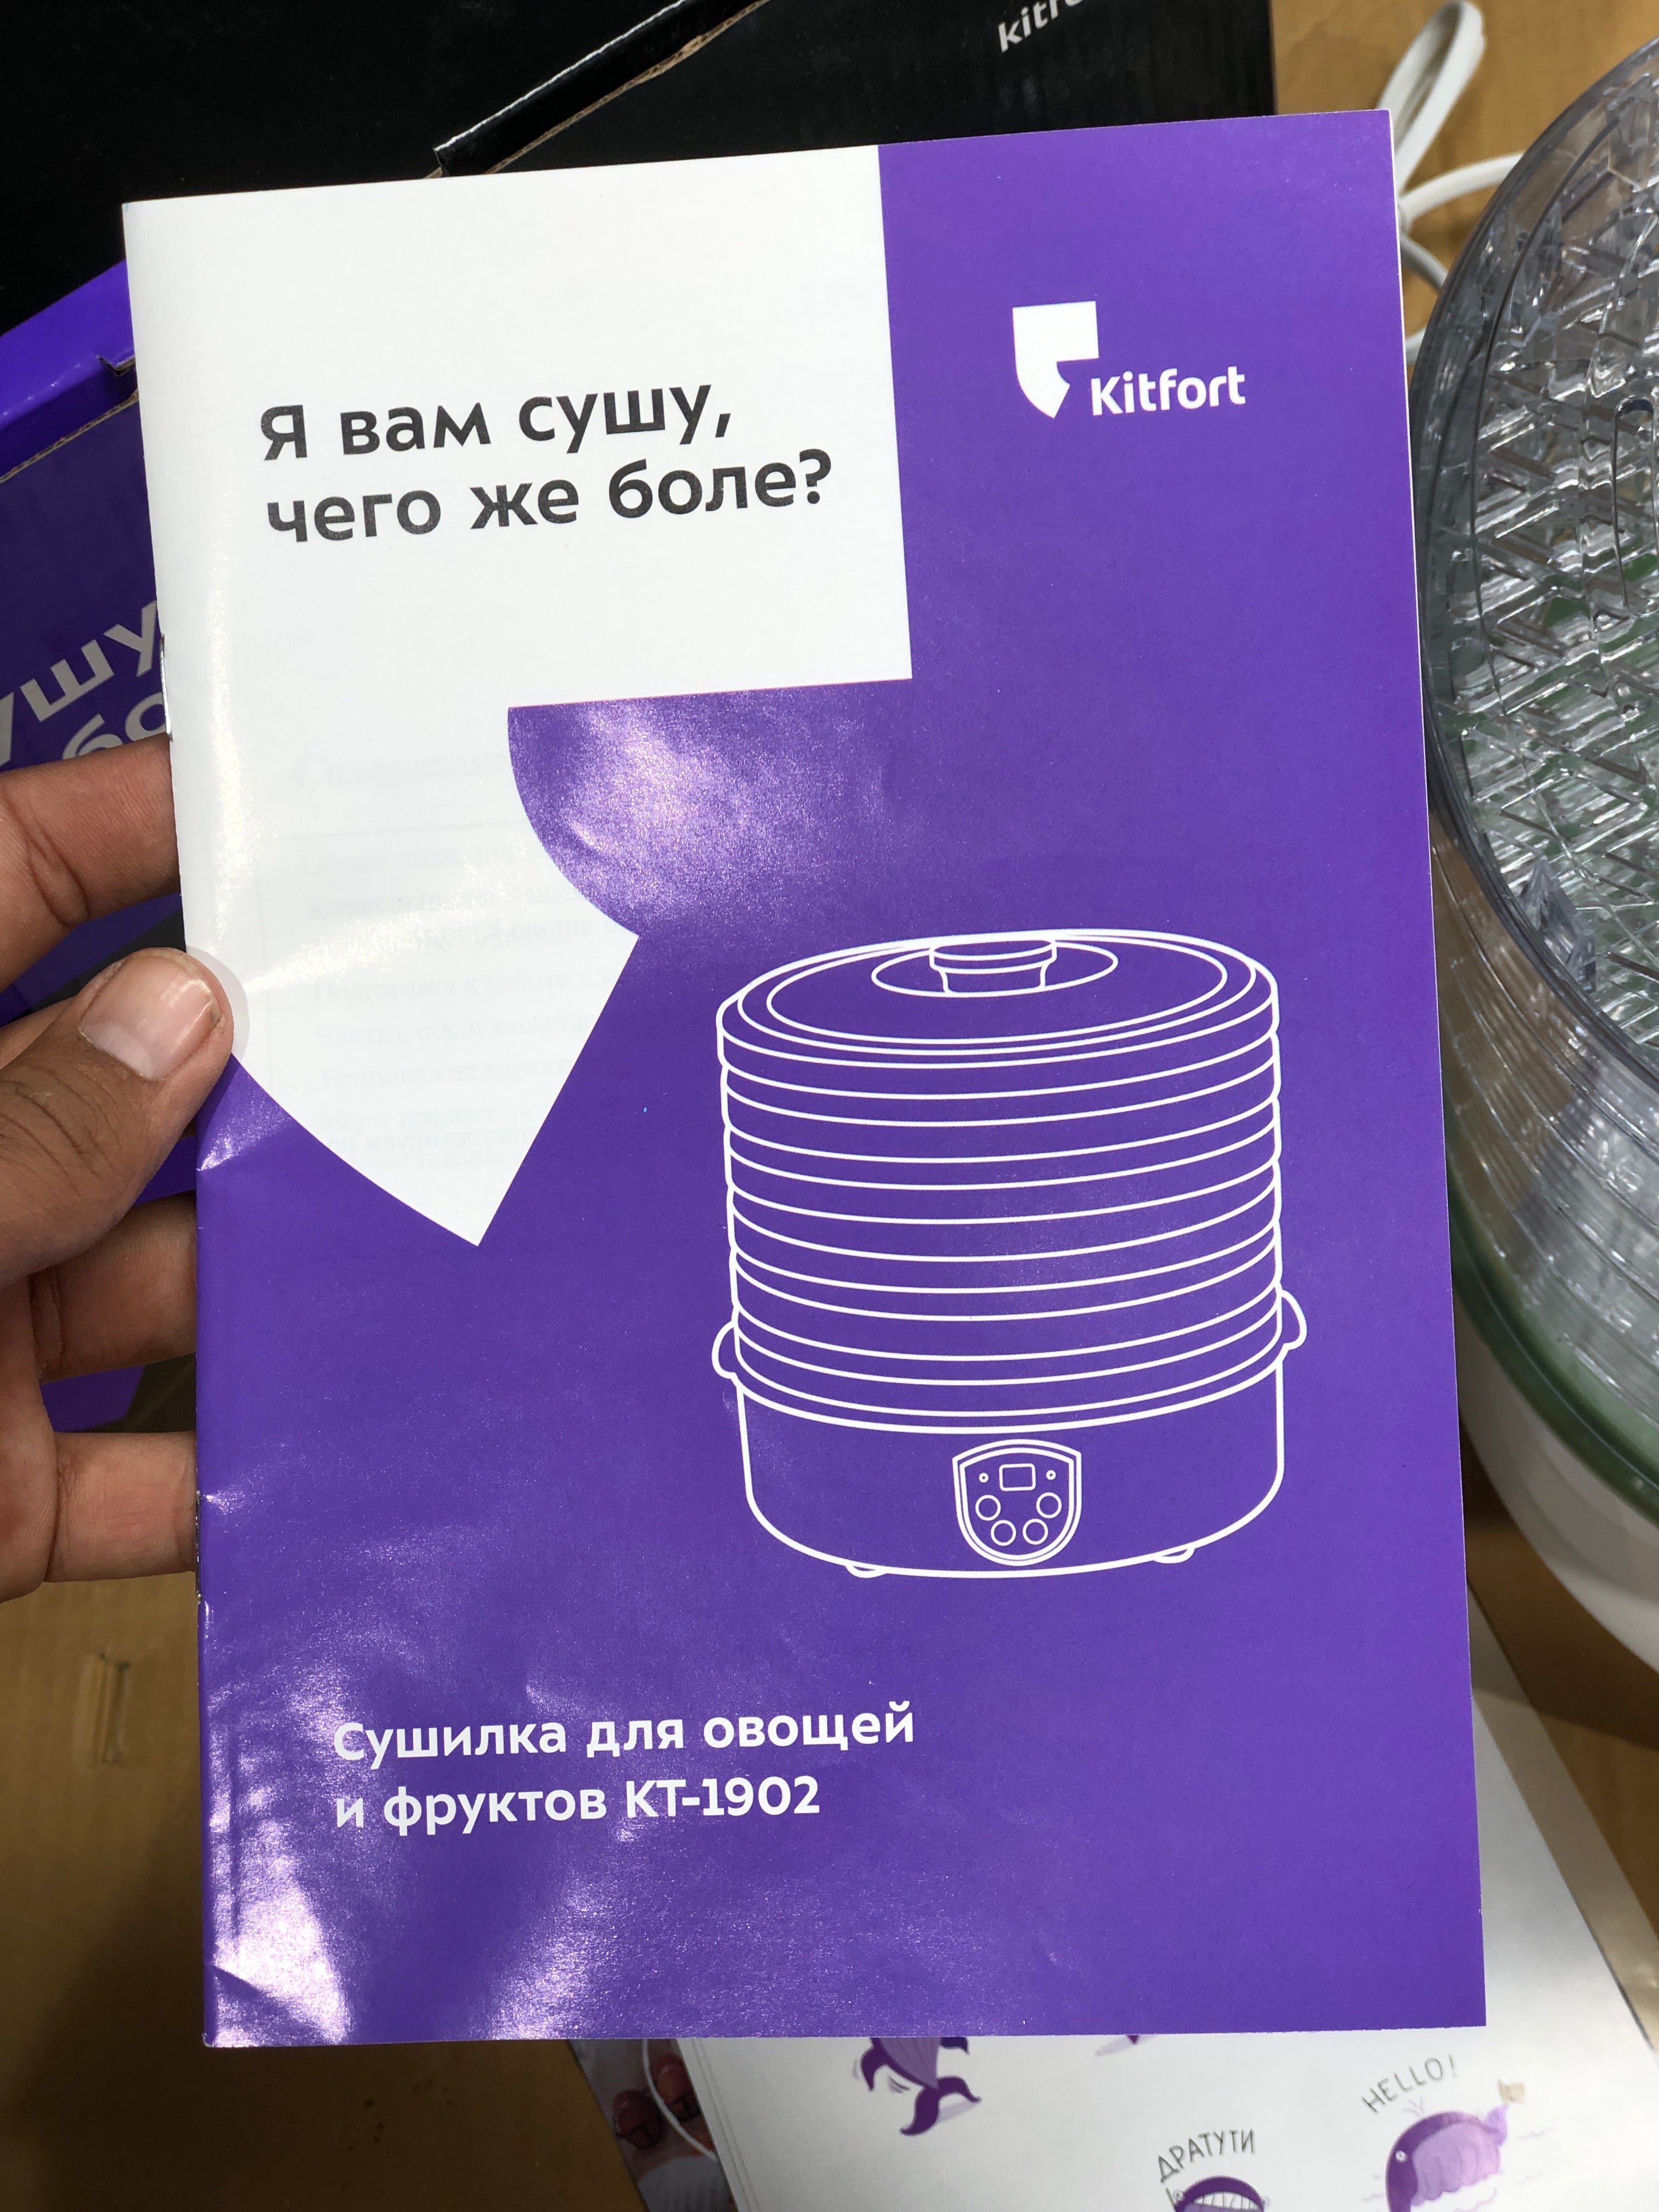 Я вам сушу,
чего же боле?
Kitfort
Сушилка для овощей
и фруктов КТ-1902
HELLO!
ДРАТУТИ